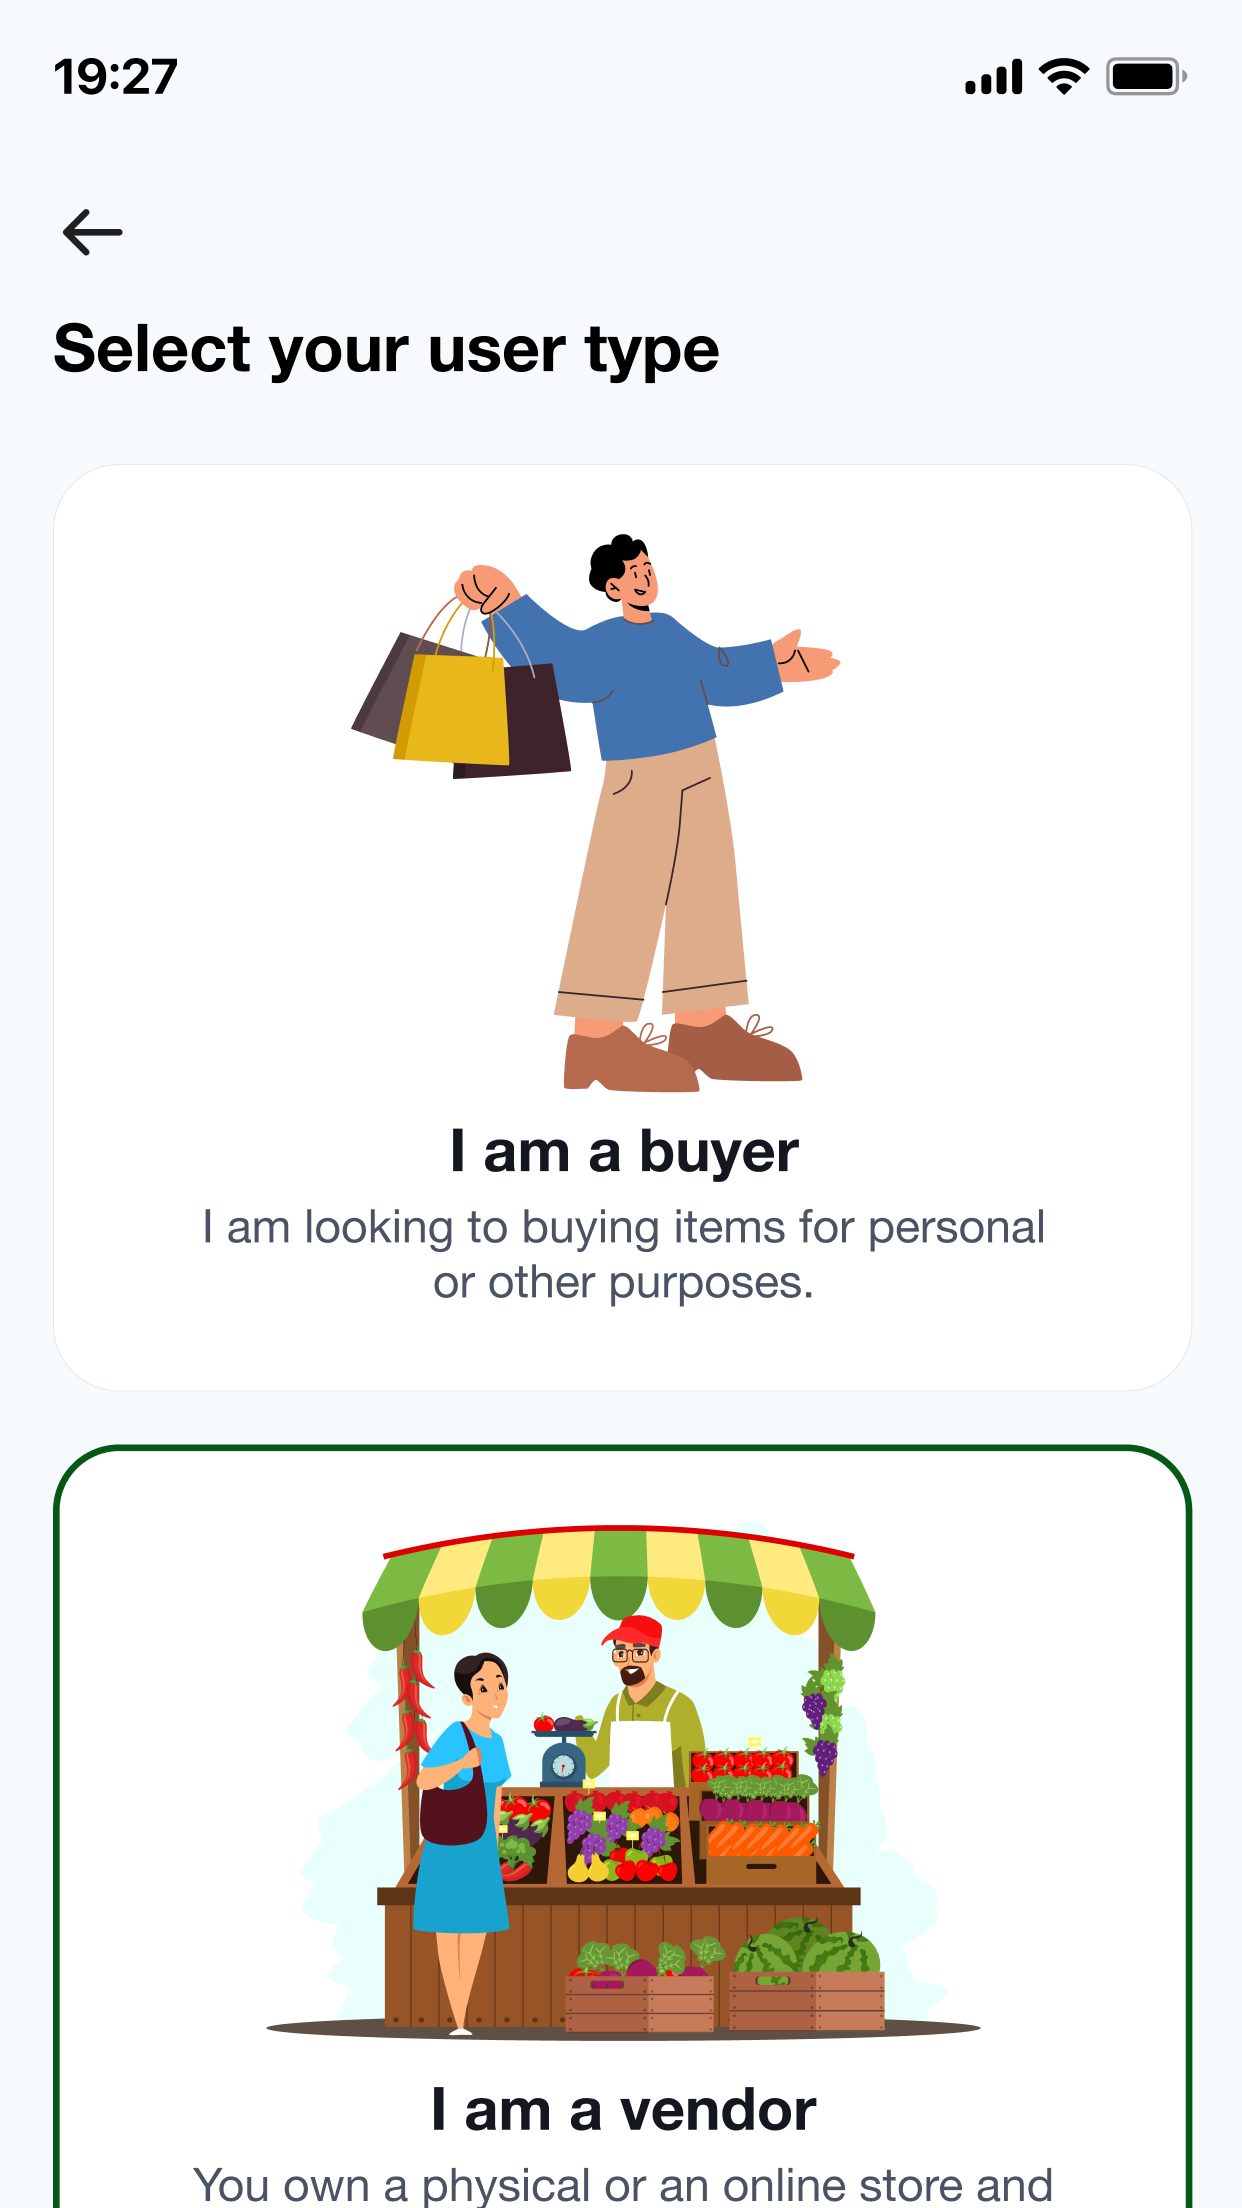 19:27
Select your user type
I am a buyer
I am looking to buying items for personal
or other purposes.
I am a vendor
You own a physical or an online store and